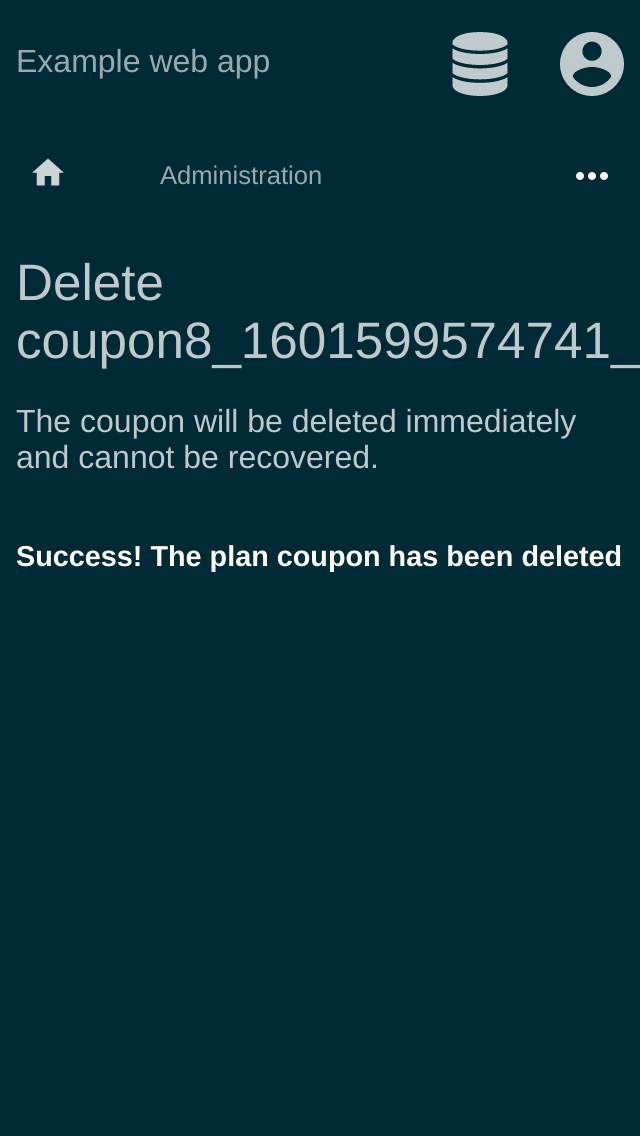 Example web app
Administration
Delete
coupon8_1601599574741_
The coupon will be deleted immediately
and cannot be recovered.
Success! The plan coupon has been deleted